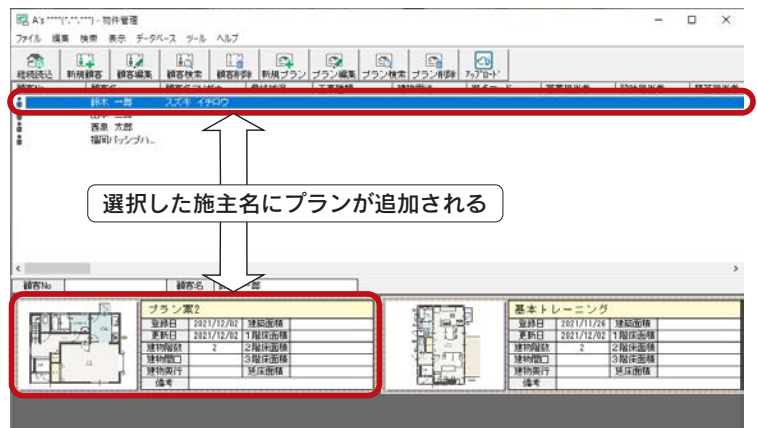 A's ****(*,**,***) - 物件管理
ファイル 編集 検索 表示 データベース ツール ヘルプ
継続読込 新規顧客 顧客編集 顧客検索 顧客削除 新規プラン プラン編集 プラン検索 プラン削除 アップロード
鈴木 一郎 スズキ イチロウ
西泉 太郎
福岡パッシブハ...
選択した施主名にプランが追加される
顧客No 顧客名
プラン案2
登録日 2021/12/02 建築面積
更新日 2021/12/02 1階床面積
建物階数 2 2階床面積
建物間口 3階床面積
建物奥行 延床面積
備考
基本トレーニング
登録日 2021/11/26 建築面積
更新日 2021/12/02 1階床面積
建物階数 2 2階床面積
建物間口 3階床面積
建物奥行 延床面積
備考